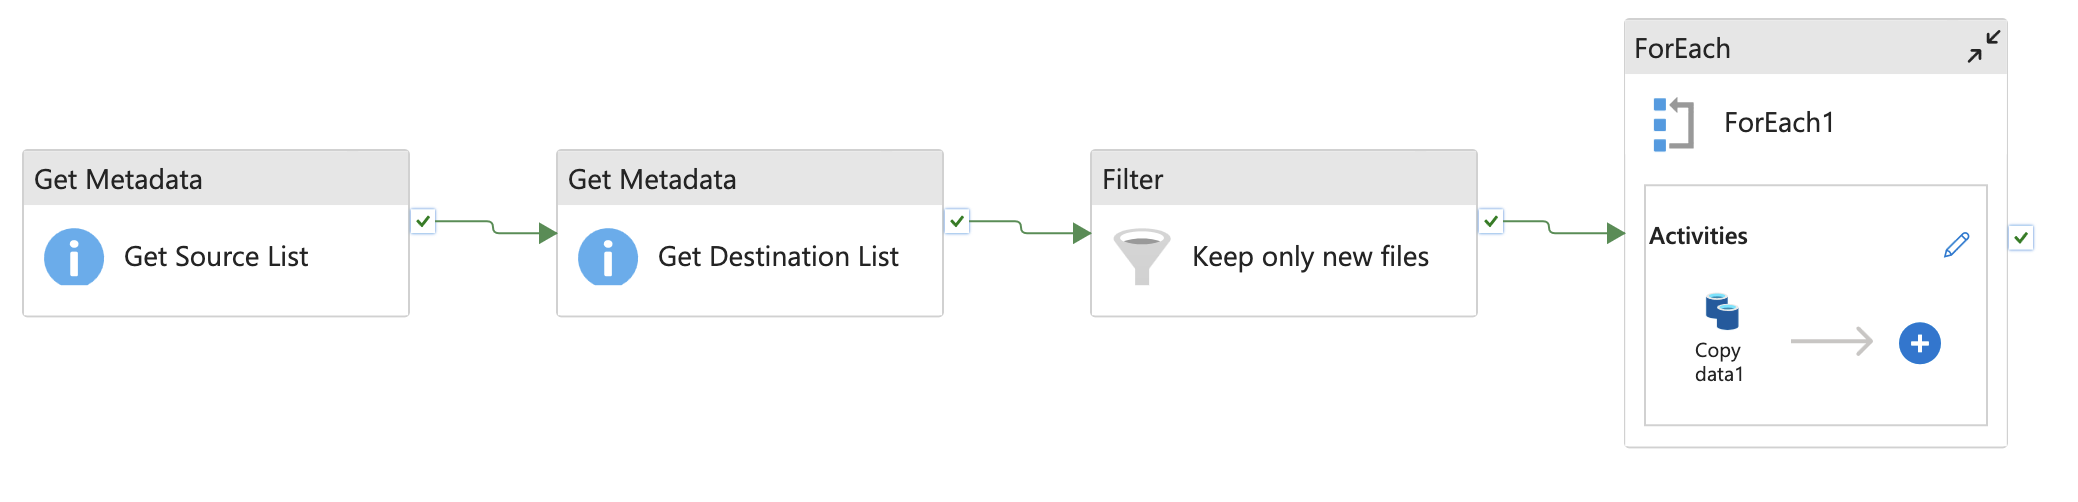 Get Metadata
Get Source List
Get Metadata
Get Destination List
Filter
Keep only new files
ForEach
ForEach1
Activities
Copy
data1